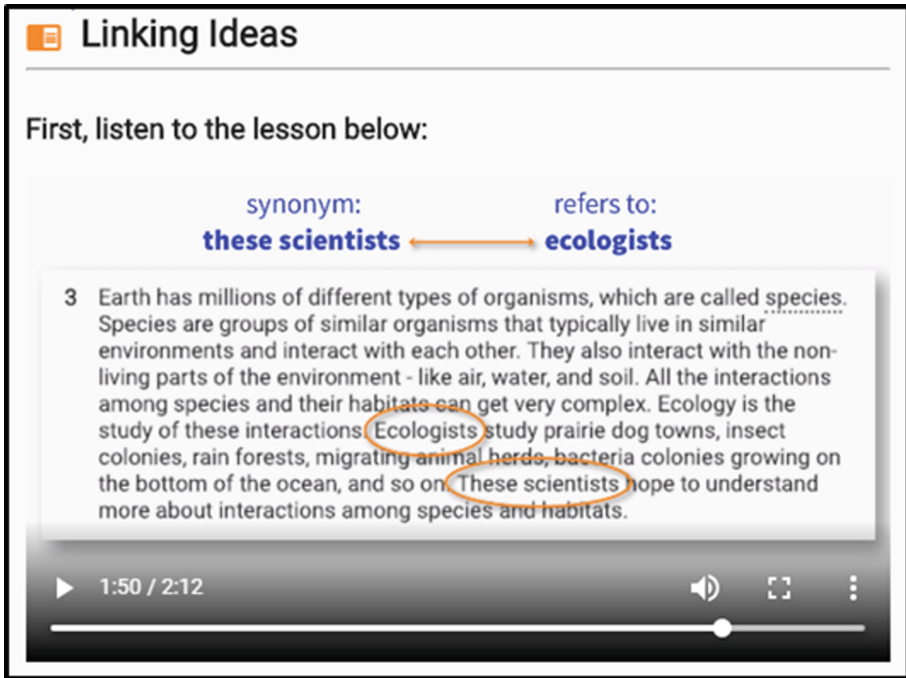 Linking Ideas
First, listen to the lesson below:
synonym: refers to:
these scientists ecologists
3 Earth has millions of different types of organisms, which are called species.
Species are groups of similar organisms that typically live in similar
environments and interact with each other. They also interact with the non-
living parts of the environment - like air, water, and soil. All the interactions
among species and their habitats can get very complex. Ecology is the
study of these interactions. Ecologists study prairie dog towns, insect
colonies, rain forests, migrating animal herds, bacteria colonies growing on
the bottom of the ocean, and so on. These scientists hope to understand
more about interactions among species and habitats.
1:50 / 2:12